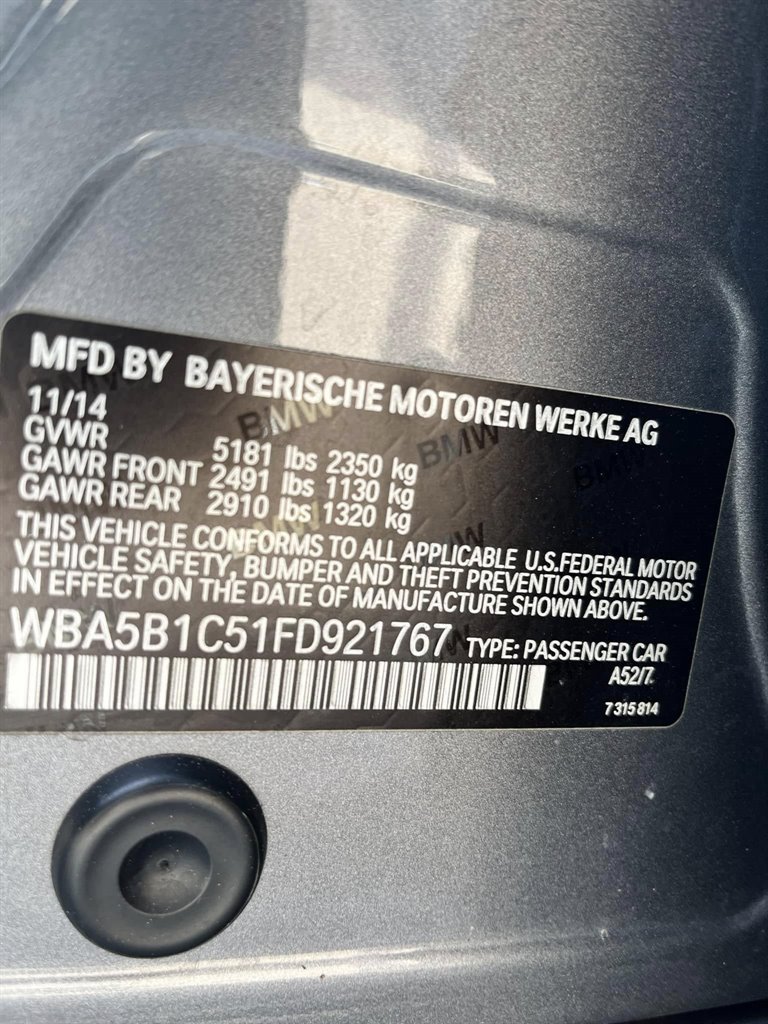 MFD BY BAYERISCHE MOTOREN WERKE AG
11/14
GVWR 5181 lbs 2350 kg
GAWR FRONT 2491 lbs 1130 kg
GAWR REAR 2910 lbs 1320 kg
THIS VEHICLE CONFORMS TO ALL APPLICABLE U.S.FEDERAL MOTOR
VEHICLE SAFETY, BUMPER AND THEFT PREVENTION STANDARDS
IN EFFECT ON THE DATE OF MANUFACTURE SHOWN ABOVE.
WBA5B1C51FD921767 TYPE: PASSENGER CAR
A52/7.
7 315 814
BMW
BMW
BMW